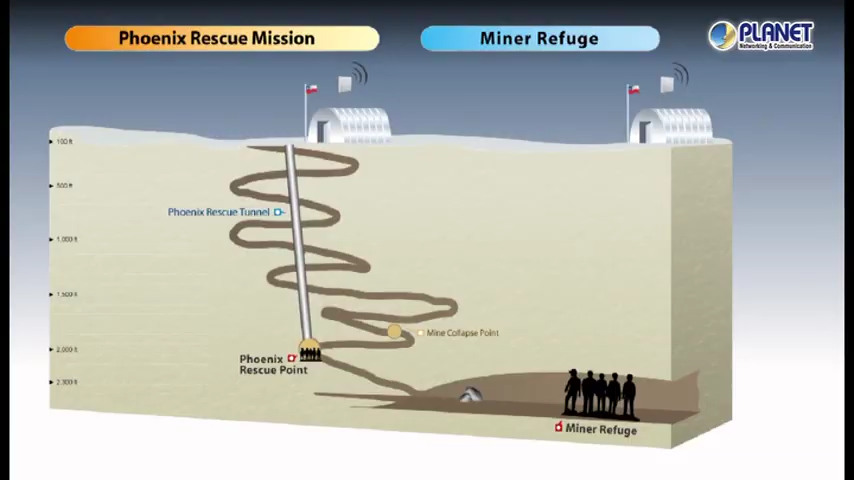 Phoenix Rescue Mission
Miner Refuge
PLANET
Networking & Communication
100 ft
500 ft
Phoenix Rescue Tunnel
1,000 ft
1,500 ft
Mine Collapse Point
2,000 ft
Phoenix
Rescue Point
2,300 ft
Miner Refuge